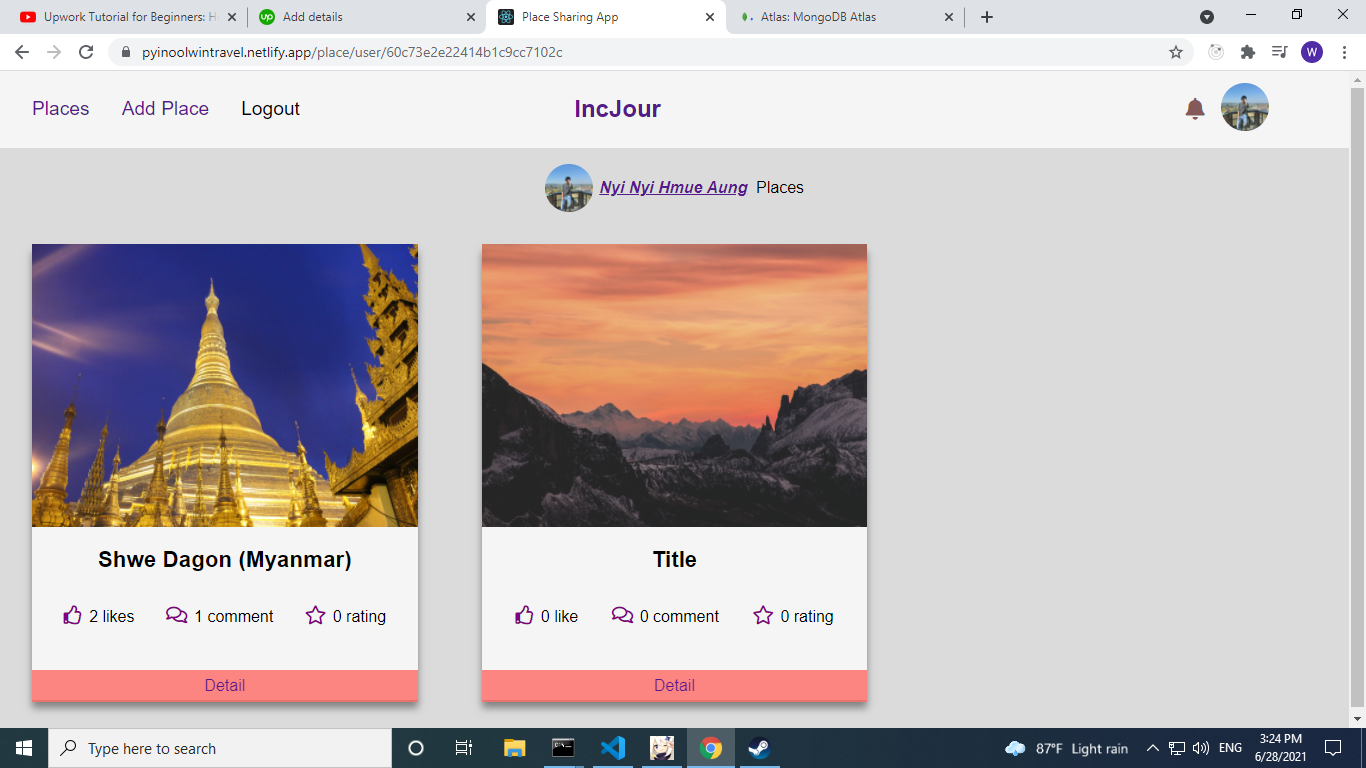 Upwork Tutorial for Beginners: H
Add details
Place Sharing App
Atlas: MongoDB Atlas
pyinoolwintravel.netlify.app/place/user/60c73e2e22414b1c9cc7102c
W
Places
Add Place
Logout
IncJour
Nyi Nyi Hmue Aung Places
Shwe Dagon (Myanmar)
2 likes
1 comment
0 rating
Detail
Title
0 like
0 comment
0 rating
Detail
Type here to search
87°F Light rain
ENG
3:24 PM
6/28/2021